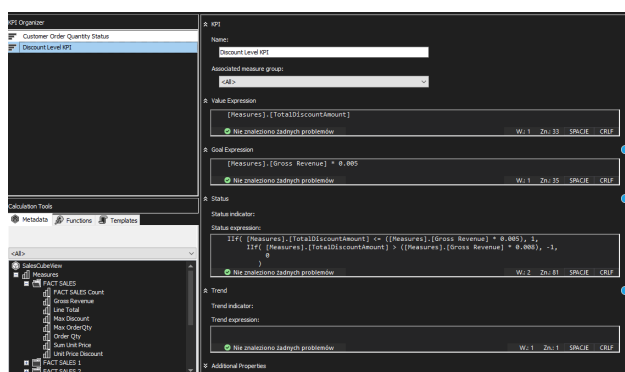 KPI Organizer
Customer Order Quantity Status
Discount Level KPI
Calculation Tools
Metadata Functions Templates
<All>
SalesCubeView
Measures
FACT SALES
FACT SALES Count
Gross Revenue
Line Total
Max Discount
Max OrderQty
Order Qty
Sum Unit Price
Unit Price Discount
FACT SALES 1
FACT SALES 2
KPI
Name:
Discount Level KPI
Associated measure group:
<All>
Value Expression
[Measures].[TotalDiscountAmount]
Nie znaleziono żadnych problemów W.: 1 Zn.: 33 SPACJE CRLF
Goal Expression
[Measures].[Gross Revenue] * 0.005
Nie znaleziono żadnych problemów W.: 1 Zn.: 35 SPACJE CRLF
Status
Status indicator:
Status expression:
IIf( [Measures].[TotalDiscountAmount] <= ([Measures].[Gross Revenue] * 0.005), 1,
IIf( [Measures].[TotalDiscountAmount] > ([Measures].[Gross Revenue] * 0.008), -1,
0
)
Nie znaleziono żadnych problemów W.: 2 Zn.: 81 SPACJE CRLF
Trend
Trend indicator:
Trend expression:
Nie znaleziono żadnych problemów W.: 1 Zn.: 1 SPACJE CRLF
Additional Properties